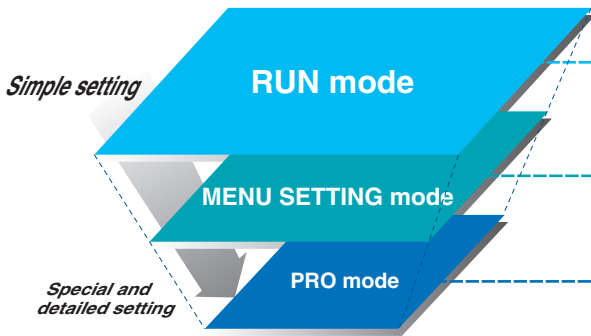 Simple setting
RUN mode
MENU SETTING mode
PRO mode
Special and
detailed setting